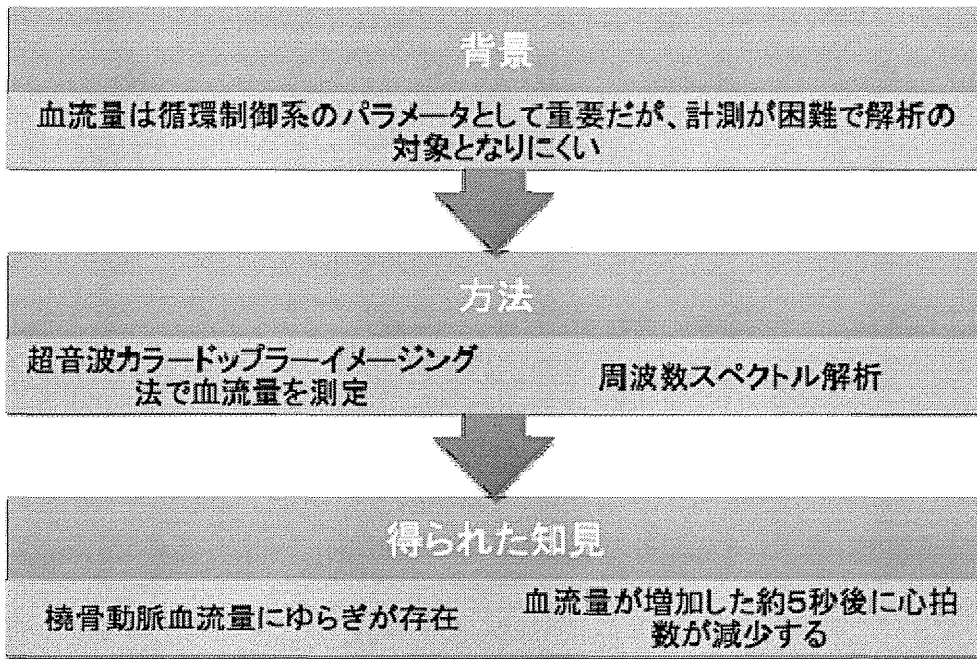 背景
血流量は循環制御系のパラメータとして重要だが、計測が困難で解析の
対象となりにくい
方法
超音波カラードップラーイメージング
法で血流量を測定
周波数スペクトル解析
得られた知見
橈骨動脈血流量にゆらぎが存在
血流量が増加した約5秒後に心拍
数が減少する